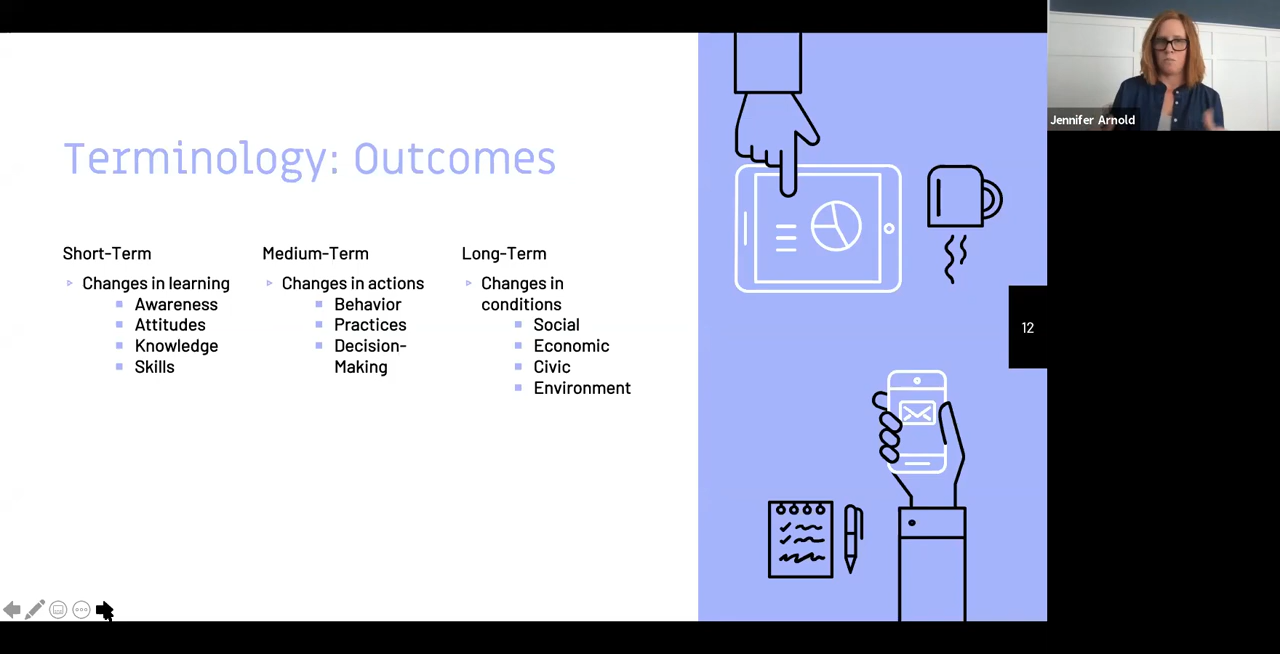 Terminology: Outcomes
Short-Term
Changes in learning
Awareness
Attitudes
Knowledge
Skills
Medium-Term
Changes in actions
Behavior
Practices
Decision-
Making
Long-Term
Changes in
conditions
Social
Economic
Civic
Environment
12
Jennifer Arnold